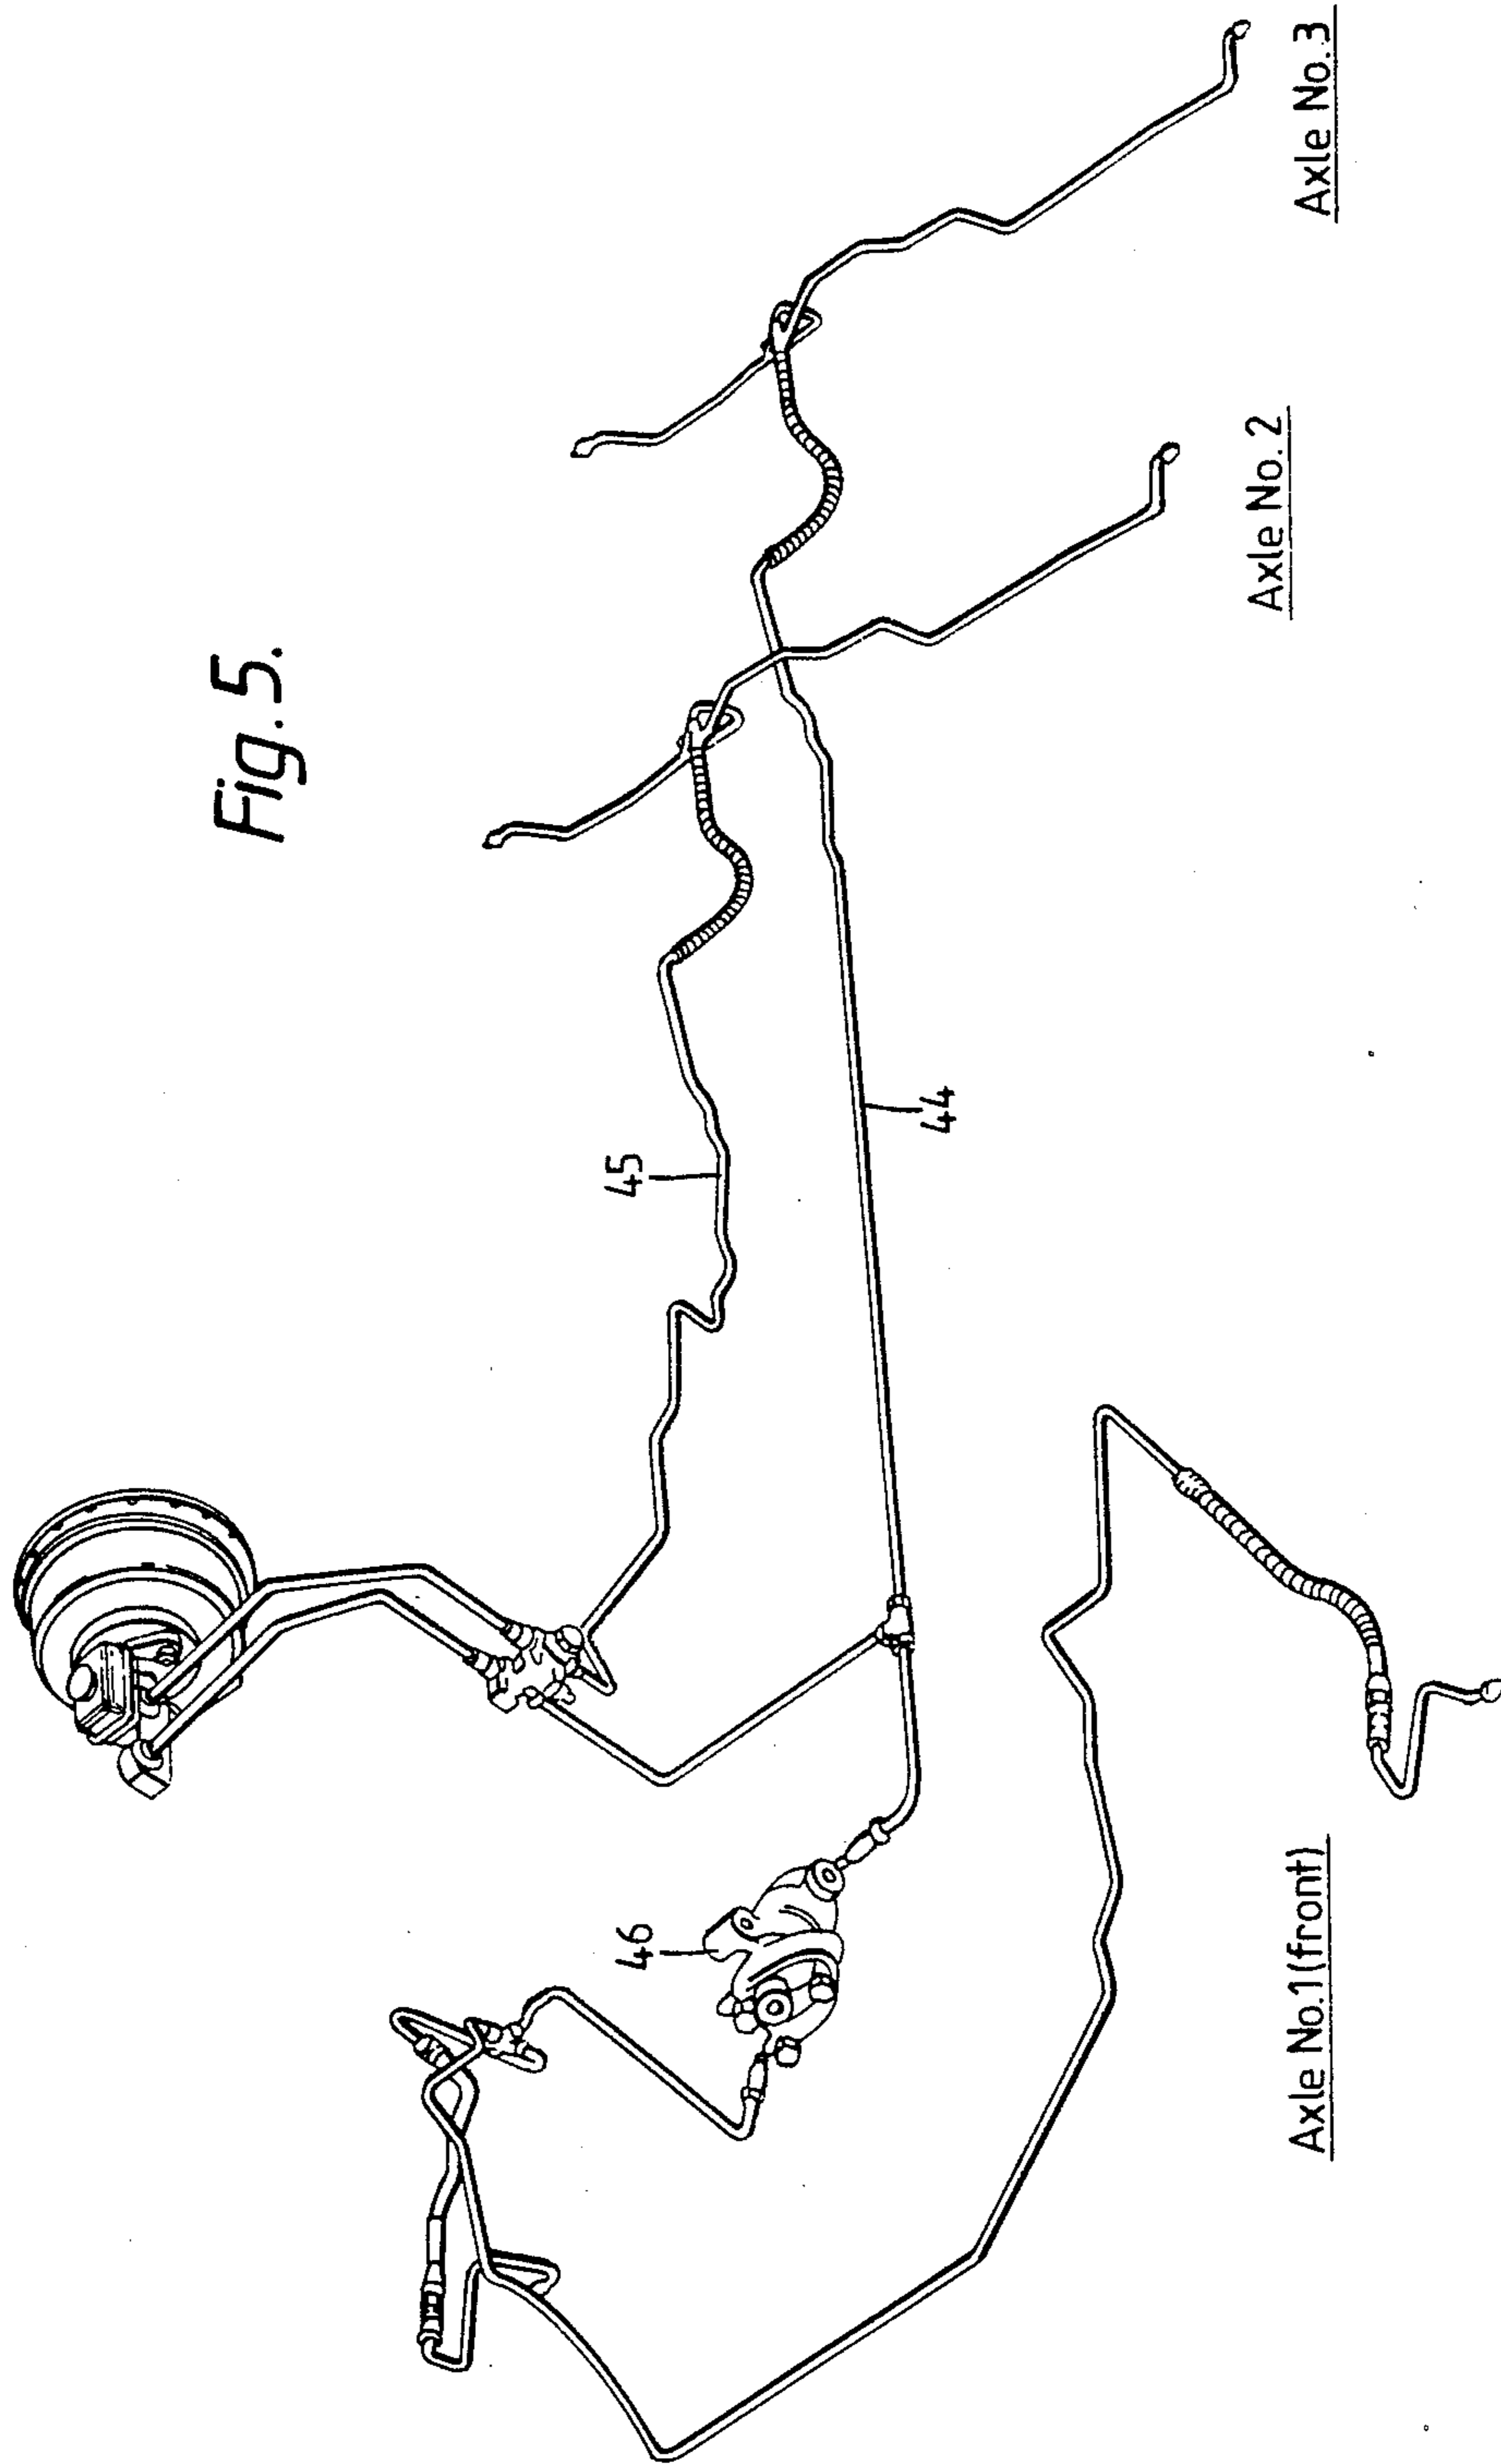 Fig. 5.
45
44
46
Axle No.1(front)
Axle No. 2
Axle No.3